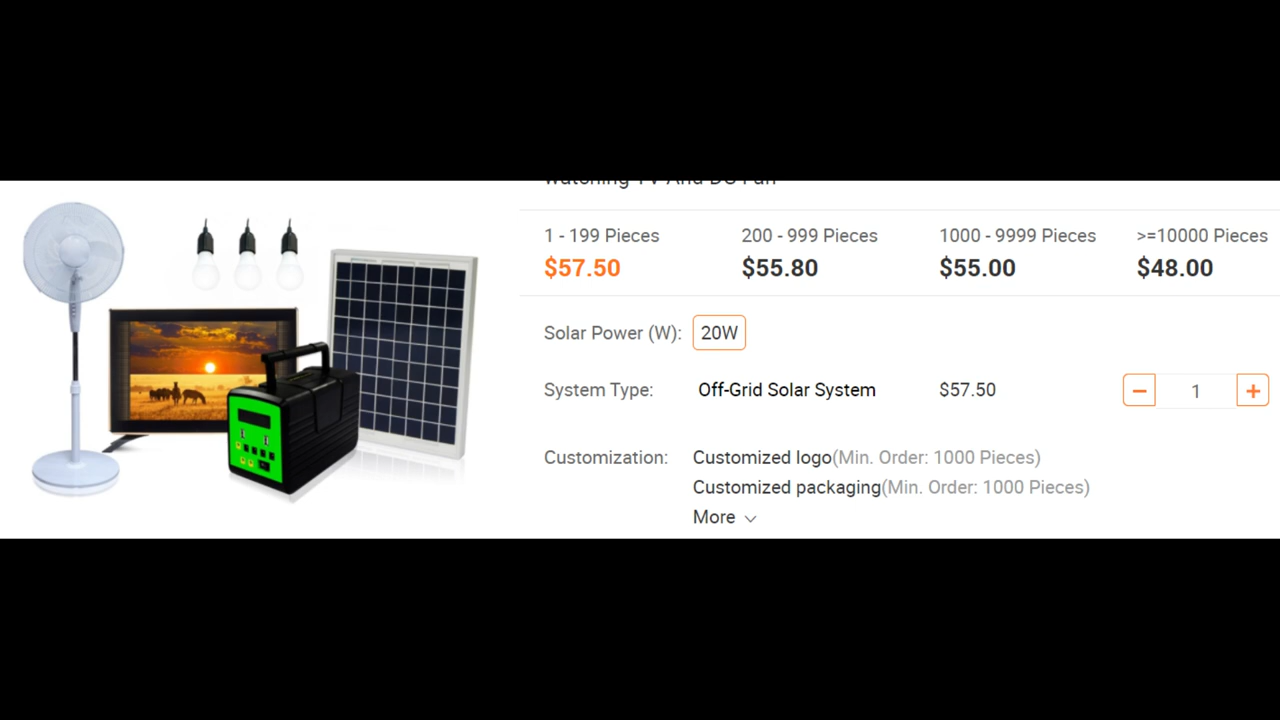 1 - 199 Pieces 200 - 999 Pieces 1000 - 9999 Pieces >=10000 Pieces
$57.50 $55.80 $55.00 $48.00
Solar Power (W): 20W
System Type: Off-Grid Solar System $57.50 − 1 +
Customization: Customized logo(Min. Order: 1000 Pieces)
Customized packaging(Min. Order: 1000 Pieces)
More